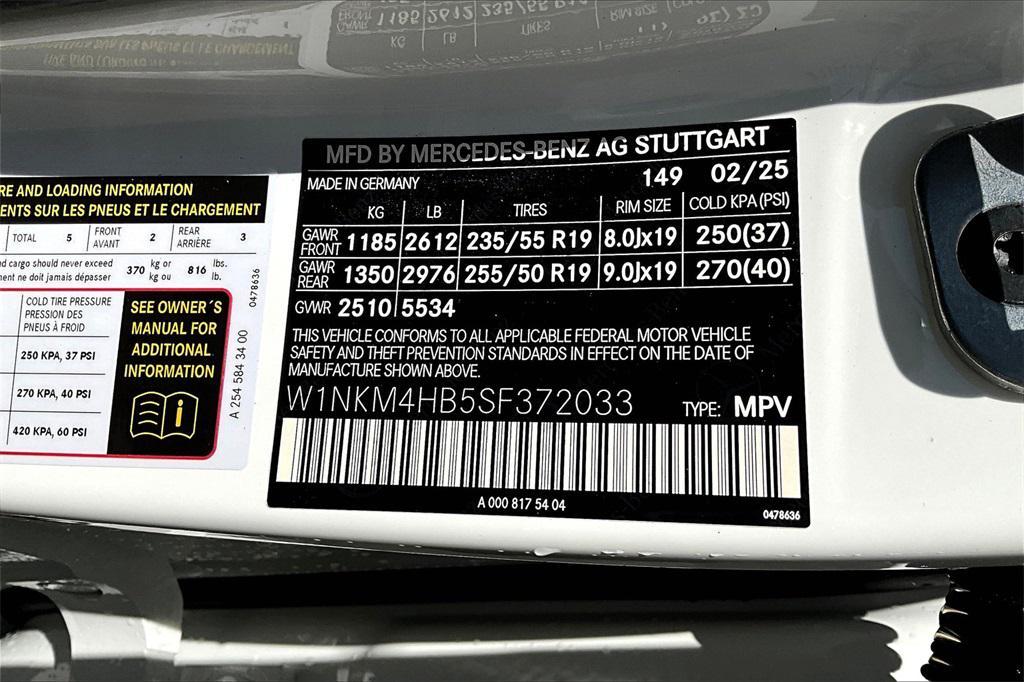 RE AND LOADING INFORMATION
ENTS SUR LES PNEUS ET LE CHARGEMENT
TOTAL 5 FRONT AVANT 2 REAR ARRIÈRE 3
d cargo should never exceed 370 kg or 816 lbs.
ment ne doit jamais dépasser kg ou lb.
COLD TIRE PRESSURE
PRESSION DES
PNEUS À FROID
250 KPA, 37 PSI
270 KPA, 40 PSI
420 KPA, 60 PSI
SEE OWNER´S
MANUAL FOR
ADDITIONAL
INFORMATION
A 254 584 34 00
0478636
MFD BY MERCEDES-BENZ AG STUTTGART
MADE IN GERMANY 149 02/25
KG LB TIRES RIM SIZE COLD KPA(PSI)
GAWR FRONT 1185 2612 235/55 R19 8.0Jx19 250(37)
GAWR REAR 1350 2976 255/50 R19 9.0Jx19 270(40)
GVWR 2510 5534
THIS VEHICLE CONFORMS TO ALL APPLICABLE FEDERAL MOTOR VEHICLE
SAFETY AND THEFT PREVENTION STANDARDS IN EFFECT ON THE DATE OF
MANUFACTURE SHOWN ABOVE.
W1NKM4HB5SF372033 TYPE: MPV
A 000 817 54 04
0478636